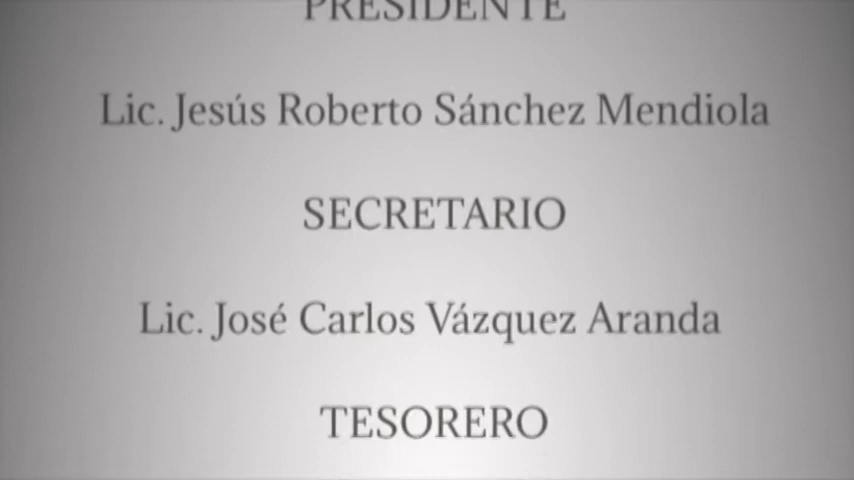 PRESIDENTE
Lic. Jesús Roberto Sánchez Mendiola
SECRETARIO
Lic. José Carlos Vázquez Aranda
TESORERO